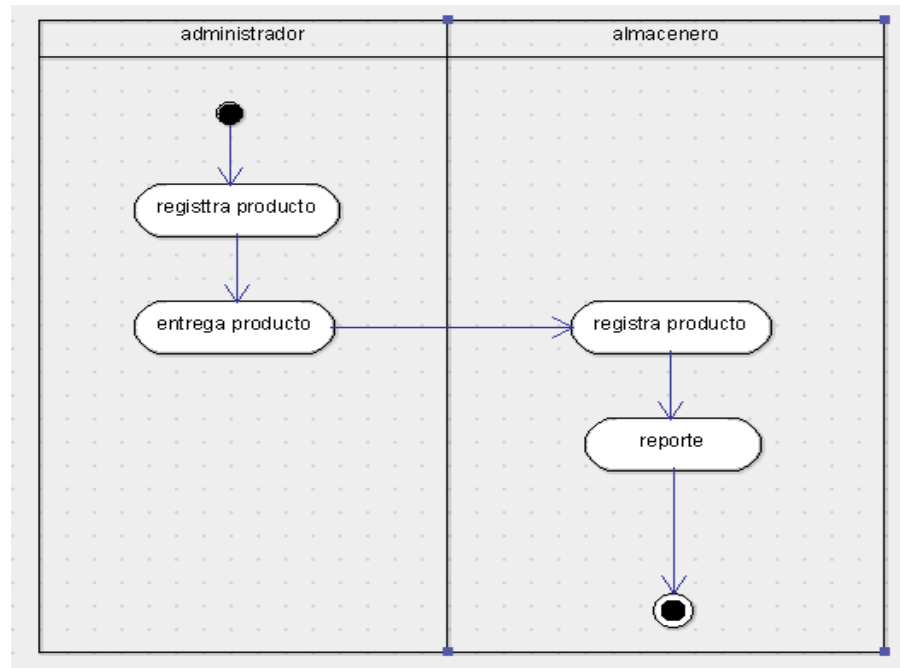 administrador
almacenero
registtra producto
entrega producto
registra producto
reporte